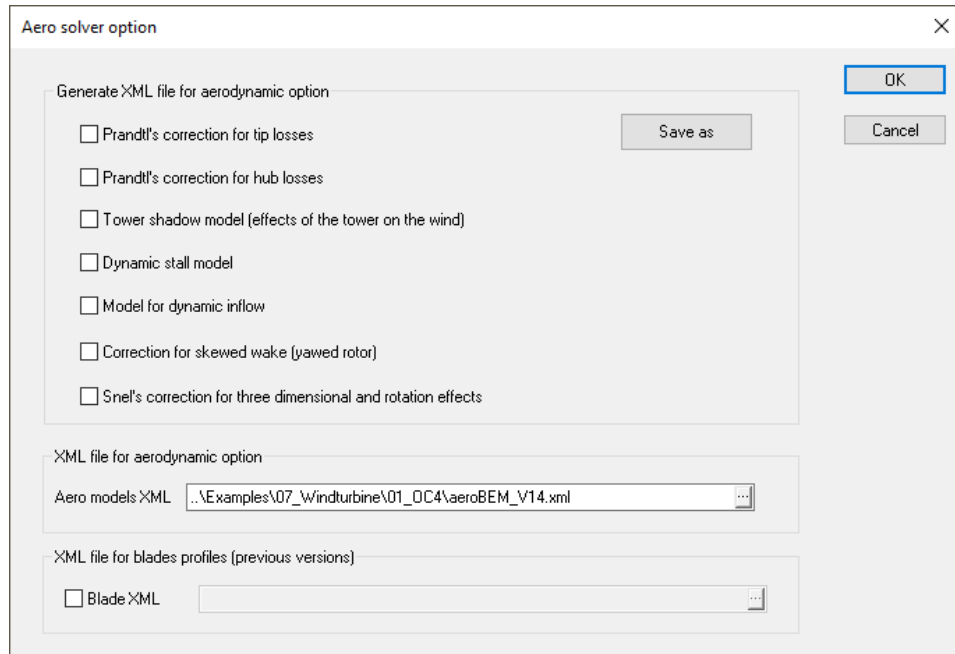 Aero solver option
OK
Generate XML file for aerodynamic option
Prandtl's correction for tip losses
Save as
Cancel
Prandtl's correction for hub losses
Tower shadow model (effects of the tower on the wind)
Dynamic stall model
Model for dynamic inflow
Correction for skewed wake (yawed rotor)
Snel's correction for three dimensional and rotation effects
XML file for aerodynamic option
Aero models XML ..\Examples\07_Windturbine\01_OC4\aeroBEM_V14.xml ...
XML file for blades profiles (previous versions)
Blade XML ...